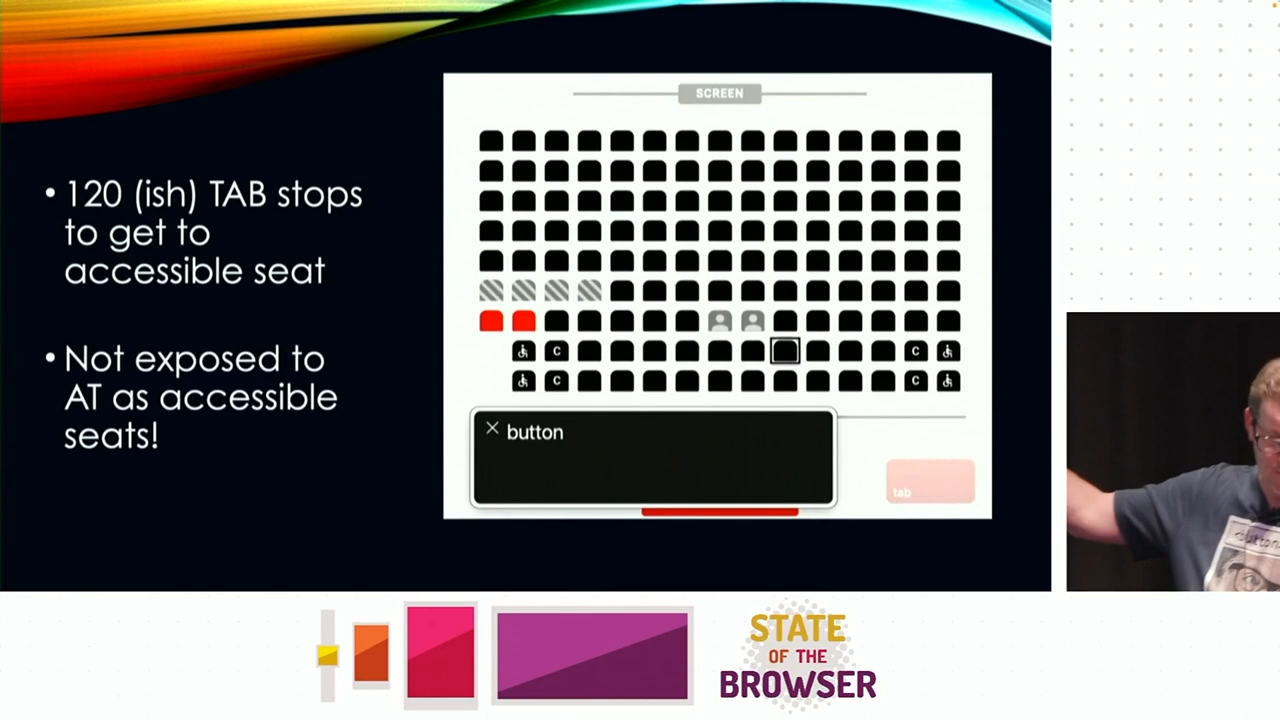 • 120 (ish) TAB stops
to get to
accessible seat
• Not exposed to
AT as accessible
seats!
SCREEN
C C
C C
× button
tab
<button
STATE
OF THE
BROWSER